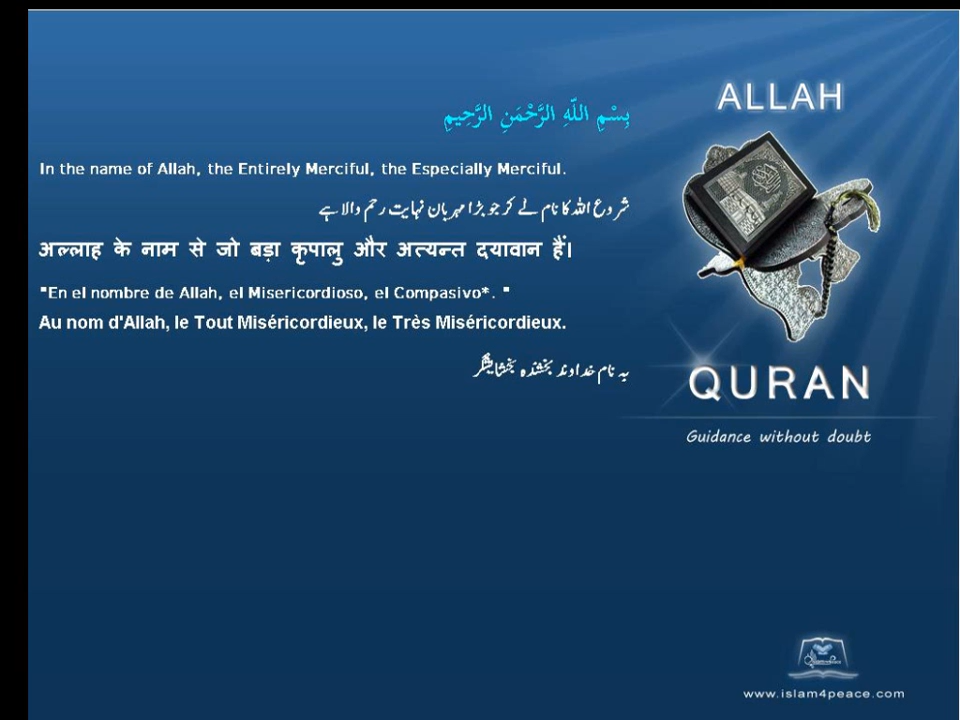 بِسْمِ اللَّهِ الرَّحْمَنِ الرَّحِيمِ
In the name of Allah, the Entirely Merciful, the Especially Merciful.
شروع الله کا نام لے کر جو بڑا مہربان نہایت رحم والا ہے
अल्लाह के नाम से जो बड़ा कृपालु और अत्यन्त दयावान हैं।
"En el nombre de Allah, el Misericordioso, el Compasivo*. "
Au nom d'Allah, le Tout Miséricordieux, le Très Miséricordieux.
به نام خداوند بخشنده بخشایشگر
ALLAH
QURAN
Guidance without doubt
www.islam4peace.com